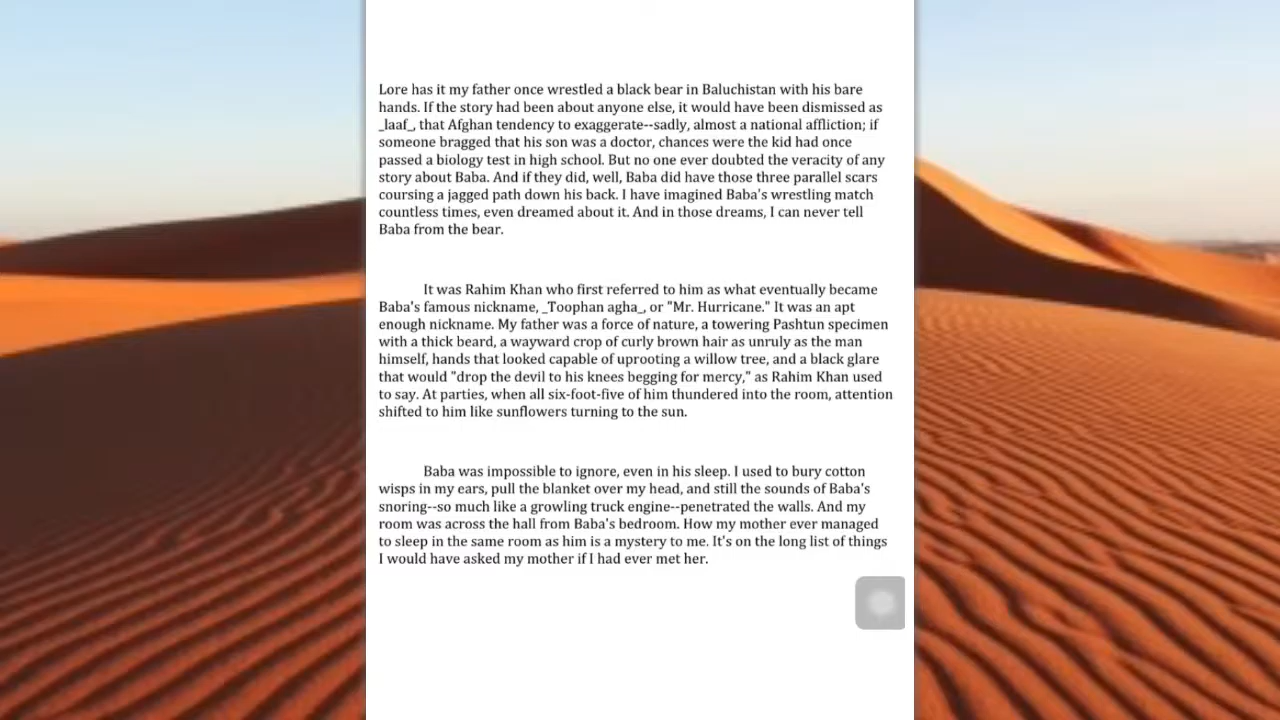 Lore has it my father once wrestled a black bear in Baluchistan with his bare
hands. If the story had been about anyone else, it would have been dismissed as
_laaf_, that Afghan tendency to exaggerate--sadly, almost a national affliction; if
someone bragged that his son was a doctor, chances were the kid had once
passed a biology test in high school. But no one ever doubted the veracity of any
story about Baba. And if they did, well, Baba did have those three parallel scars
coursing a jagged path down his back. I have imagined Baba's wrestling match
countless times, even dreamed about it. And in those dreams, I can never tell
Baba from the bear.
It was Rahim Khan who first referred to him as what eventually became
Baba's famous nickname, _Toophan agha_, or "Mr. Hurricane." It was an apt
enough nickname. My father was a force of nature, a towering Pashtun specimen
with a thick beard, a wayward crop of curly brown hair as unruly as the man
himself, hands that looked capable of uprooting a willow tree, and a black glare
that would "drop the devil to his knees begging for mercy," as Rahim Khan used
to say. At parties, when all six-foot-five of him thundered into the room, attention
shifted to him like sunflowers turning to the sun.
Baba was impossible to ignore, even in his sleep. I used to bury cotton
wisps in my ears, pull the blanket over my head, and still the sounds of Baba's
snoring--so much like a growling truck engine--penetrated the walls. And my
room was across the hall from Baba's bedroom. How my mother ever managed
to sleep in the same room as him is a mystery to me. It's on the long list of things
I would have asked my mother if I had ever met her.